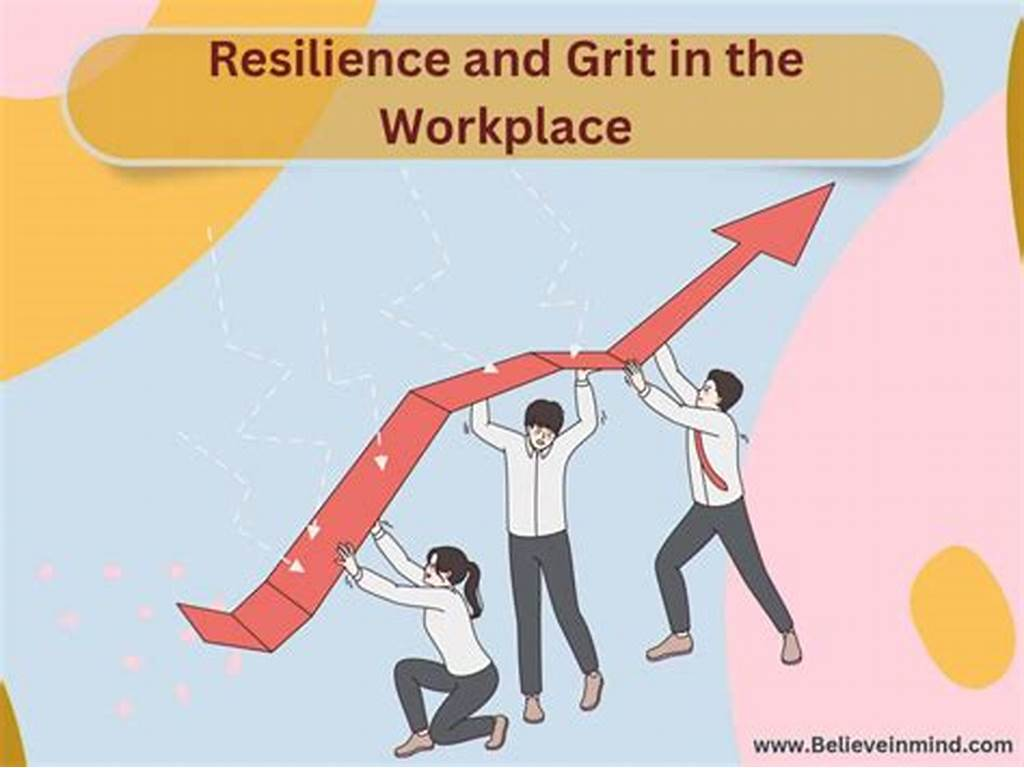 Resilience and Grit in the
Workplace
www.Believeinmind.com